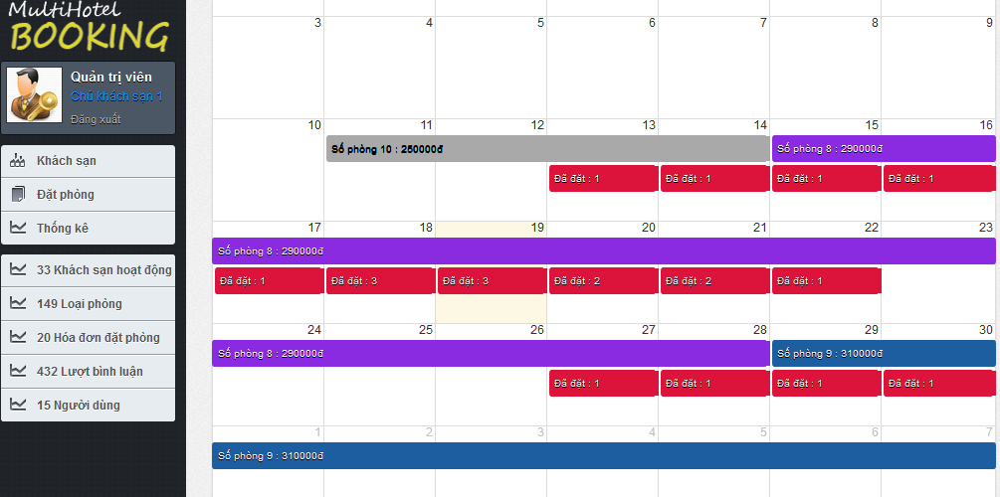 MultiHotel
BOOKING
Quản trị viên
Chủ khách sạn 1
Đăng xuất
Khách sạn
Đặt phòng
Thống kê
33 Khách sạn hoạt động
149 Loại phòng
20 Hóa đơn đặt phòng
432 Lượt bình luận
15 Người dùng
3 4 5 6 7 8 9
10 11 12 13 14 15 16
Số phòng 10 : 250000đ Số phòng 8 : 290000đ
Đã đặt : 1 Đã đặt : 1 Đã đặt : 1 Đã đặt : 1
17 18 19 20 21 22 23
Số phòng 8 : 290000đ
Đã đặt : 1 Đã đặt : 3 Đã đặt : 3 Đã đặt : 2 Đã đặt : 2 Đã đặt : 1
24 25 26 27 28 29 30
Số phòng 8 : 290000đ Số phòng 9 : 310000đ
Đã đặt : 1 Đã đặt : 1 Đã đặt : 1 Đã đặt : 1
1 2 3 4 5 6 7
Số phòng 9 : 310000đ